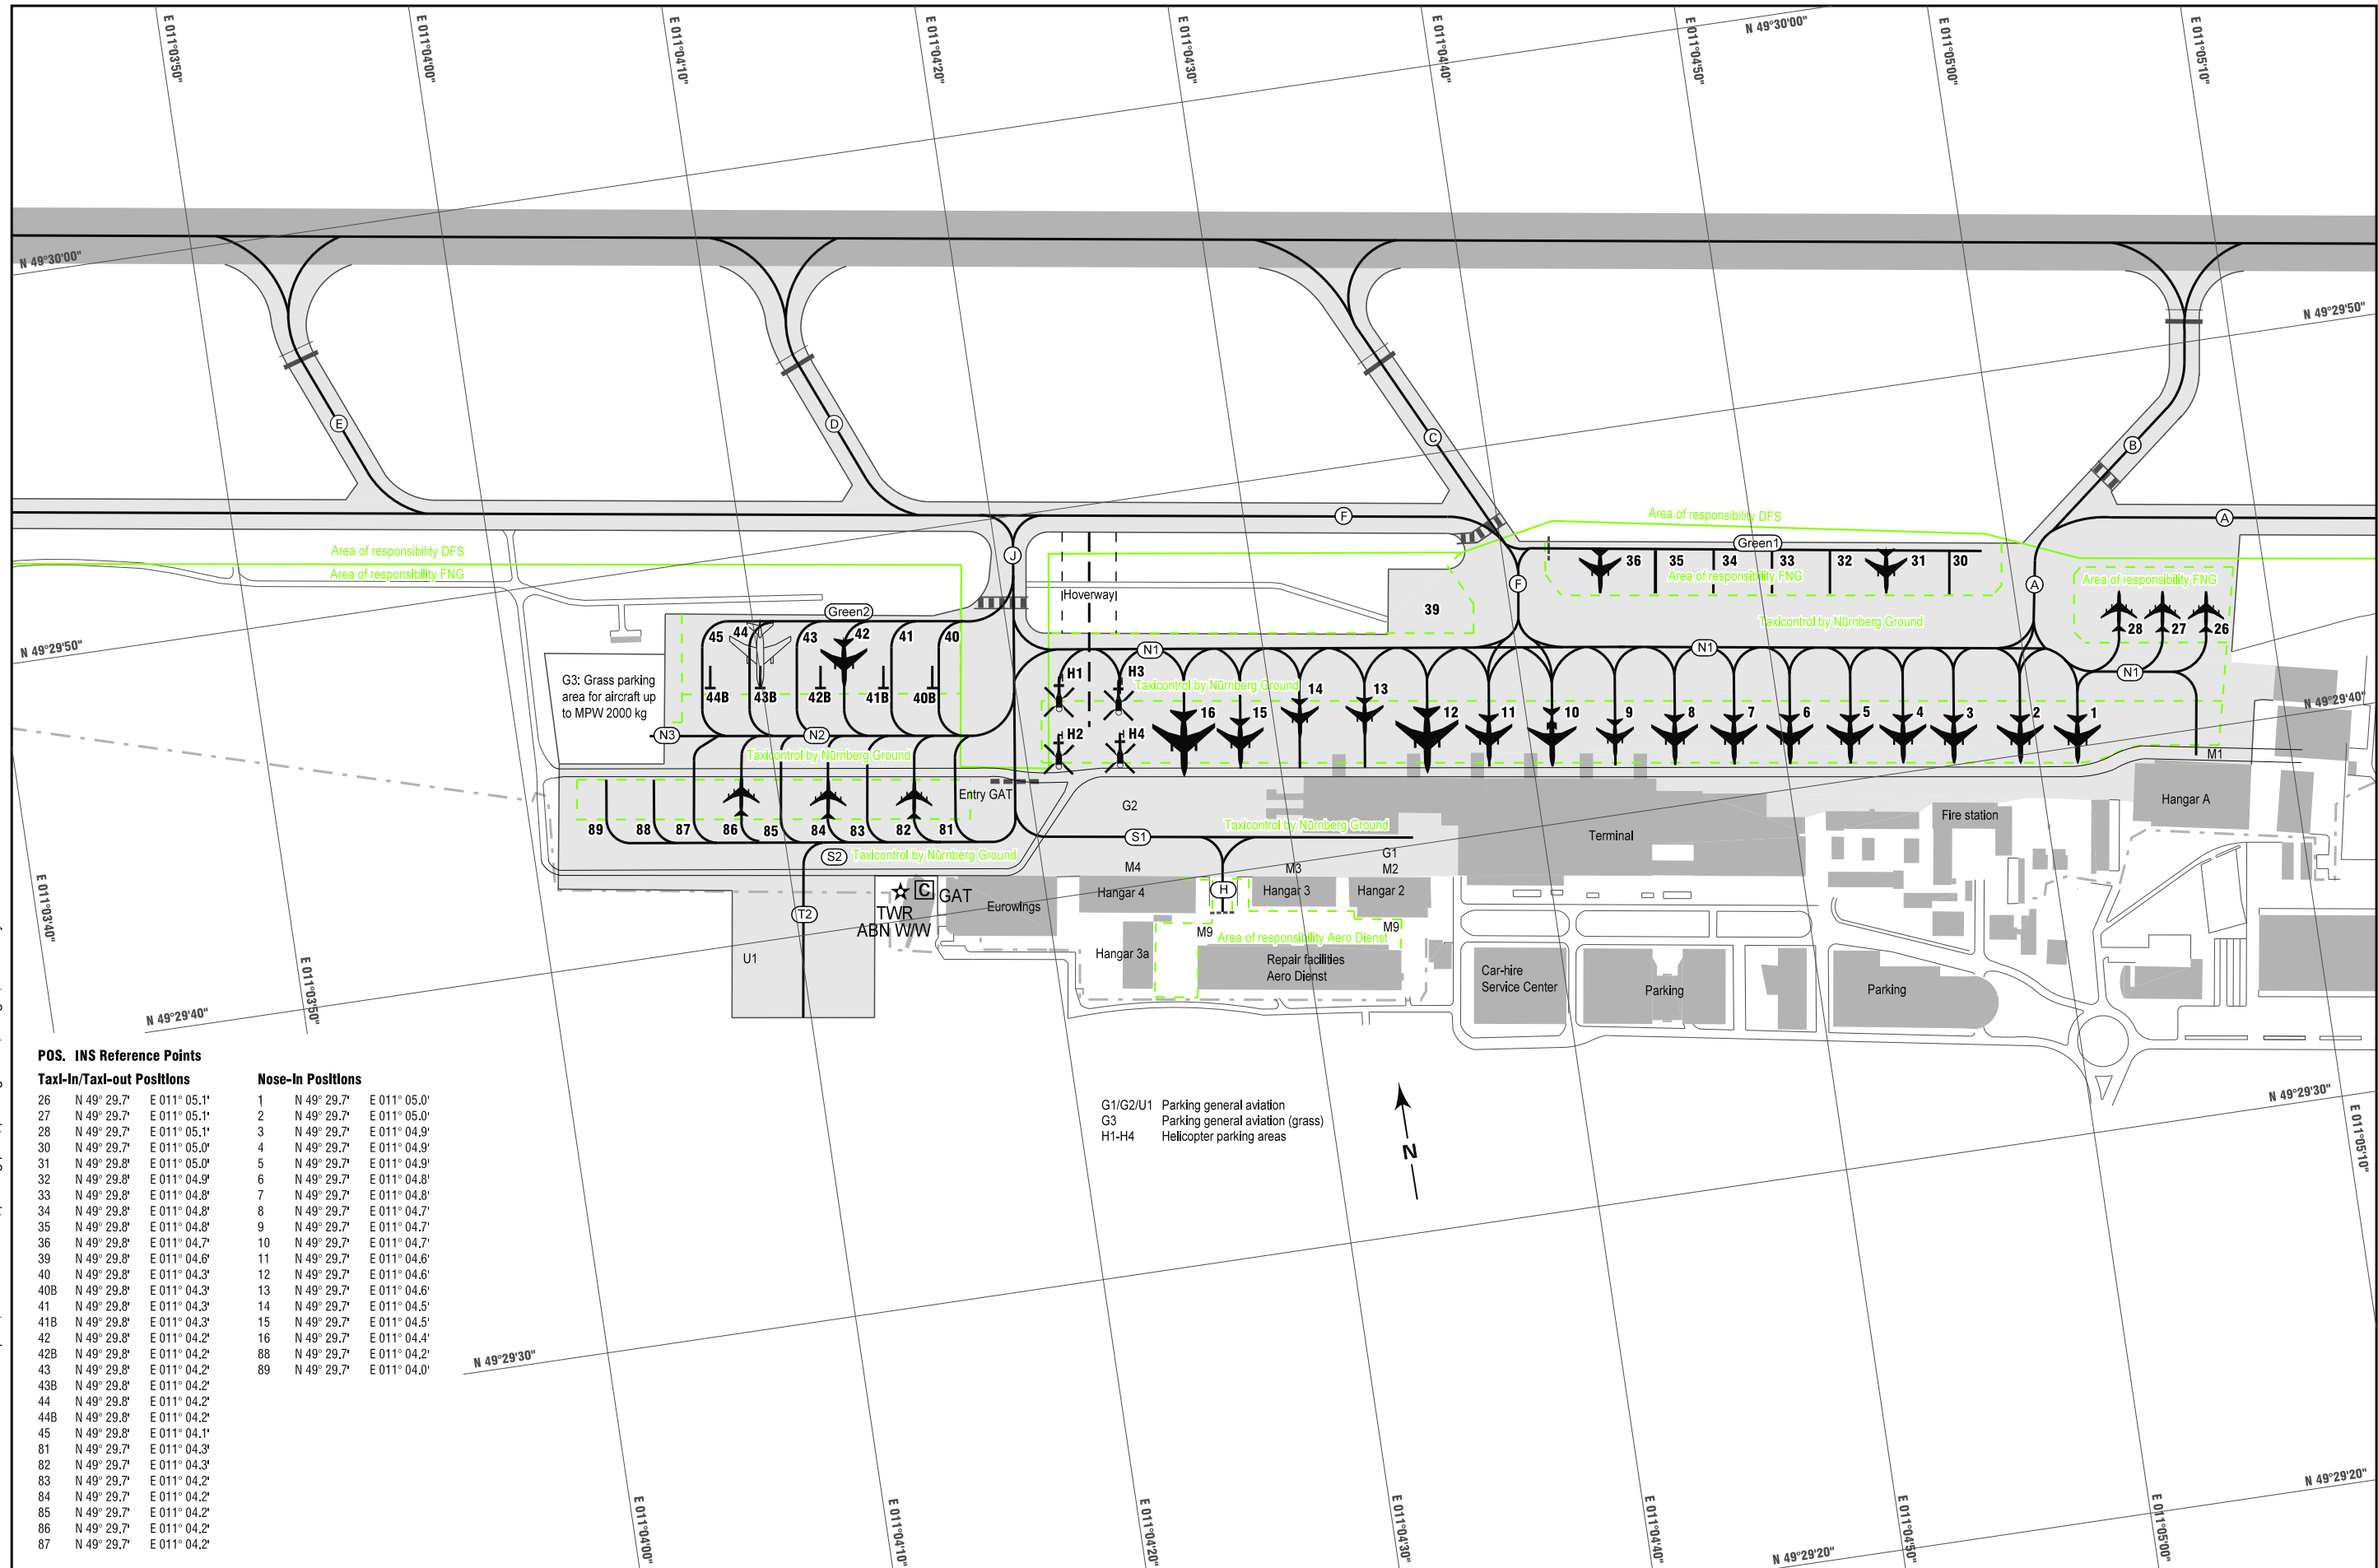 E 011°03'50"
E 011°04'00"
E 011°04'10"
E 011°04'20"
E 011°04'30"
E 011°04'40"
E 011°04'50"
E 011°05'00"
E 011°05'10"
N 49°30'00"
N 49°30'00"
N 49°29'50"
E
D
C
B
F
A
Area of responsibility DFS
Area of responsibility DFS
Green1
J
Area of responsibility FNG
36
35
34
33
32
31
30
Area of responsibility FNG
F
A
Area of responsibility FNG
Hoverway
39
Green2
Taxicontrol by Nürnberg Ground
28
27
26
45
44
43
42
41
40
N1
N1
N1
N 49°29'50"
G3: Grass parking
area for aircraft up
to MPW 2000 kg
44B
43B
42B
41B
40B
H1
H3
Taxicontrol by Nürnberg Ground
14
13
N 49°29'40"
16
15
12
11
10
9
8
7
6
5
4
3
2
1
N3
N2
H2
H4
Taxicontrol by Nürnberg Ground
M1
Entry GAT
G2
Hangar A
Fire station
89
88
87
86
85
84
83
82
81
S1
Taxicontrol by Nürnberg Ground
Terminal
S2
Taxicontrol by Nürnberg Ground
G1
M4
M3
M2
C
GAT
Hangar 4
H
Hangar 3
Hangar 2
Eurowings
T2
TWR
ABN W/W
M9
M9
Area of responsibility Aero Dienst
U1
Hangar 3a
Repair facilities
Aero Dienst
Car-hire
Service Center
Parking
Parking
E 011°03'40"
E 011°03'50"
N 49°29'40"
POS. INS Reference Points
Taxi-In/Taxi-out Positions
26 N 49° 29.7' E 011° 05.1'
27 N 49° 29.7' E 011° 05.1'
28 N 49° 29.7' E 011° 05.1'
30 N 49° 29.7' E 011° 05.0'
31 N 49° 29.8' E 011° 05.0'
32 N 49° 29.8' E 011° 04.9'
33 N 49° 29.8' E 011° 04.8'
34 N 49° 29.8' E 011° 04.8'
35 N 49° 29.8' E 011° 04.8'
36 N 49° 29.8' E 011° 04.7'
39 N 49° 29.8' E 011° 04.6'
40 N 49° 29.8' E 011° 04.3'
40B N 49° 29.8' E 011° 04.3'
41 N 49° 29.8' E 011° 04.3'
41B N 49° 29.8' E 011° 04.3'
42 N 49° 29.8' E 011° 04.2'
42B N 49° 29.8' E 011° 04.2'
43 N 49° 29.8' E 011° 04.2'
43B N 49° 29.8' E 011° 04.2'
44 N 49° 29.8' E 011° 04.2'
44B N 49° 29.8' E 011° 04.2'
45 N 49° 29.8' E 011° 04.1'
81 N 49° 29.7' E 011° 04.3'
82 N 49° 29.7' E 011° 04.3'
83 N 49° 29.7' E 011° 04.2'
84 N 49° 29.7' E 011° 04.2'
85 N 49° 29.7' E 011° 04.2'
86 N 49° 29.7' E 011° 04.2'
87 N 49° 29.7' E 011° 04.2'
Nose-In Positions
1 N 49° 29.7' E 011° 05.0'
2 N 49° 29.7' E 011° 05.0'
3 N 49° 29.7' E 011° 04.9'
4 N 49° 29.7' E 011° 04.9'
5 N 49° 29.7' E 011° 04.9'
6 N 49° 29.7' E 011° 04.8'
7 N 49° 29.7' E 011° 04.8'
8 N 49° 29.7' E 011° 04.7'
9 N 49° 29.7' E 011° 04.7'
10 N 49° 29.7' E 011° 04.7'
11 N 49° 29.7' E 011° 04.6'
12 N 49° 29.7' E 011° 04.6'
13 N 49° 29.7' E 011° 04.6'
14 N 49° 29.7' E 011° 04.5'
15 N 49° 29.7' E 011° 04.5'
16 N 49° 29.7' E 011° 04.4'
88 N 49° 29.7' E 011° 04.2'
89 N 49° 29.7' E 011° 04.0'
G1/G2/U1 Parking general aviation
G3 Parking general aviation (grass)
H1-H4 Helicopter parking areas
N
N 49°29'30"
E 011°05'10"
N 49°29'30"
N 49°29'20"
E 011°04'00"
E 011°04'10"
E 011°04'20"
E 011°04'30"
E 011°04'40"
E 011°04'50"
E 011°05'00"
N 49°29'20"